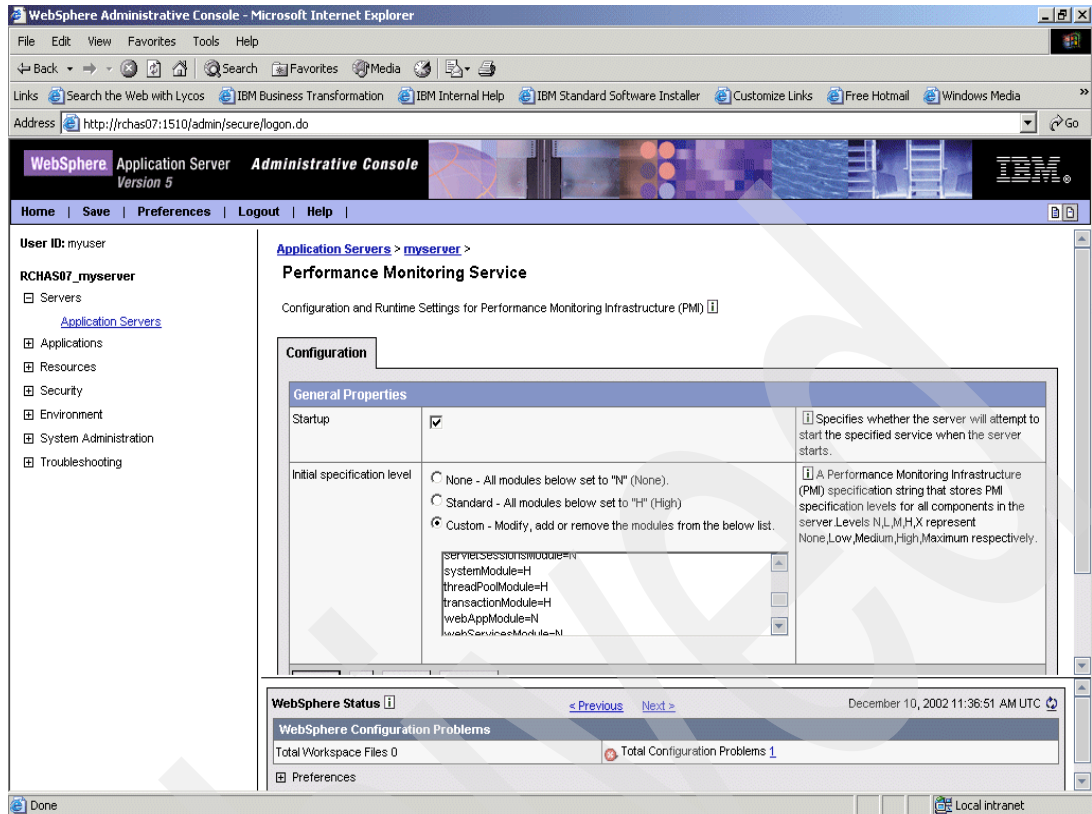 WebSphere Administrative Console - Microsoft Internet Explorer
File Edit View Favorites Tools Help
Back Search Favorites Media
Links Search the Web with Lycos IBM Business Transformation IBM Internal Help IBM Standard Software Installer Customize Links Free Hotmail Windows Media »
Address http://rchas07:1510/admin/secure/logon.do Go
WebSphere Application Server Administrative Console
Version 5
IBM
Home | Save | Preferences | Logout | Help |
User ID: myuser
RCHAS07_myserver
Servers
Application Servers
Applications
Resources
Security
Environment
System Administration
Troubleshooting
Application Servers > myserver >
Performance Monitoring Service
Configuration and Runtime Settings for Performance Monitoring Infrastructure (PMI) i
Configuration
General Properties
Startup
i Specifies whether the server will attempt to
start the specified service when the server
starts.
Initial specification level
None - All modules below set to "N" (None).
Standard - All modules below set to "H" (High)
Custom - Modify, add or remove the modules from the below list.
servletSessionsModule=N
systemModule=H
threadPoolModule=H
transactionModule=H
webAppModule=N
webServicesModule=N
i A Performance Monitoring Infrastructure
(PMI) specification string that stores PMI
specification levels for all components in the
server.Levels N,L,M,H,X represent
None,Low,Medium,High,Maximum respectively.
WebSphere Status i < Previous Next > December 10, 2002 11:36:51 AM UTC
WebSphere Configuration Problems
Total Workspace Files 0 Total Configuration Problems 1
Preferences
Done Local intranet